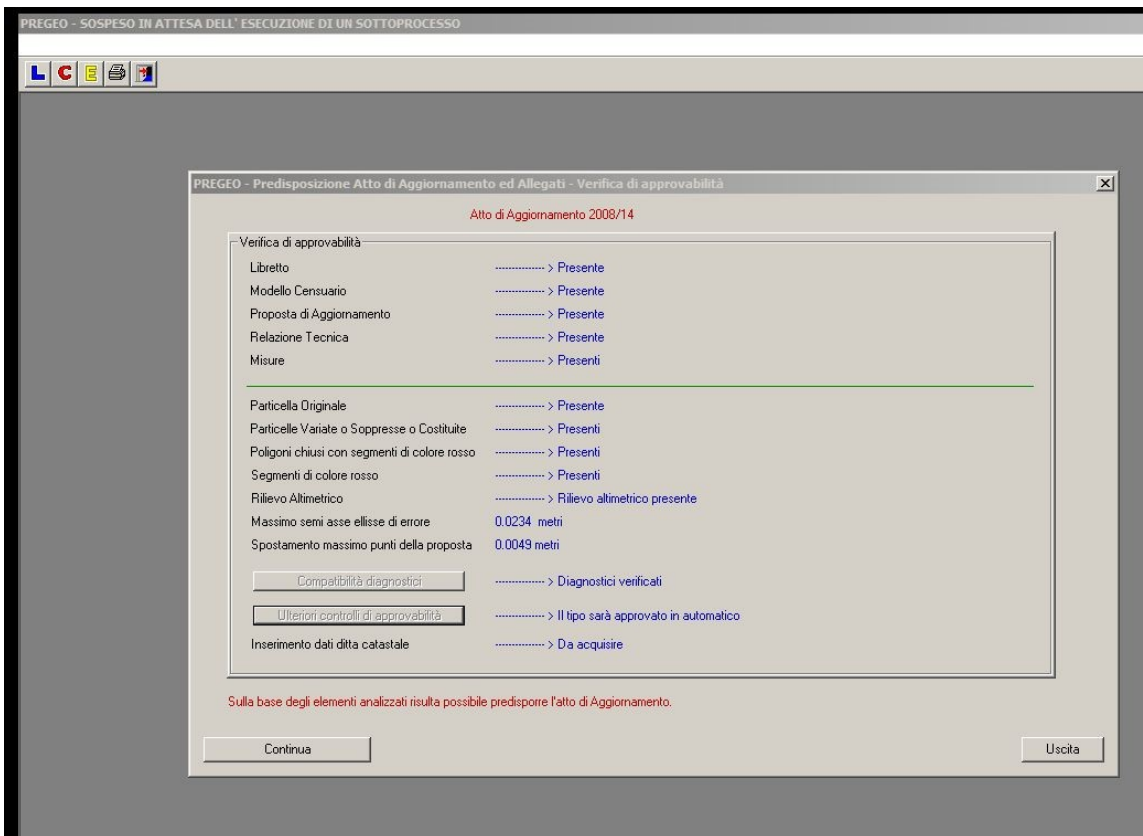 PREGEO - SOSPESO IN ATTESA DELL' ESECUZIONE DI UN SOTTOPROCESSO
L C E
PREGEO - Predisposizione Atto di Aggiornamento ed Allegati - Verifica di approvabilità
Atto di Aggiornamento 2008/14
Verifica di approvabilità
Libretto --------------- > Presente
Modello Censuario --------------- > Presente
Proposta di Aggiornamento --------------- > Presente
Relazione Tecnica --------------- > Presente
Misure --------------- > Presenti
Particella Originale --------------- > Presente
Particelle Variate o Soppresse o Costituite --------------- > Presenti
Poligoni chiusi con segmenti di colore rosso --------------- > Presenti
Segmenti di colore rosso --------------- > Presenti
Rilievo Altimetrico --------------- > Rilievo altimetrico presente
Massimo semi asse ellisse di errore 0.0234 metri
Spostamento massimo punti della proposta 0.0049 metri
Compatibilità diagnostici --------------- > Diagnostici verificati
Ulteriori controlli di approvabilità --------------- > Il tipo sarà approvato in automatico
Inserimento dati ditta catastale --------------- > Da acquisire
Sulla base degli elementi analizzati risulta possibile predisporre l'atto di Aggiornamento.
Continua Uscita